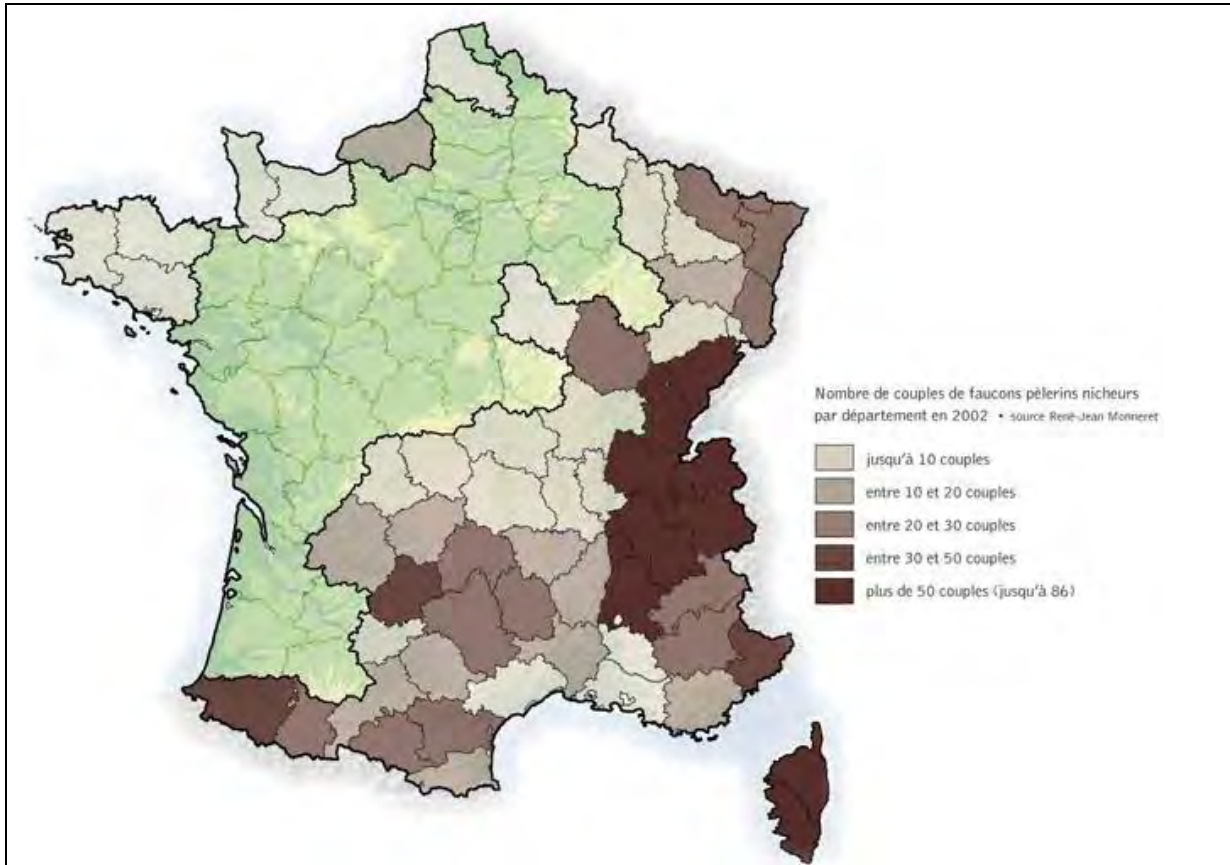 Nombre de couples de faucons pèlerins nicheurs
par département en 2002 • source René-Jean Monneret
jusqu'à 10 couples
entre 10 et 20 couples
entre 20 et 30 couples
entre 30 et 50 couples
plus de 50 couples (jusqu'à 86)